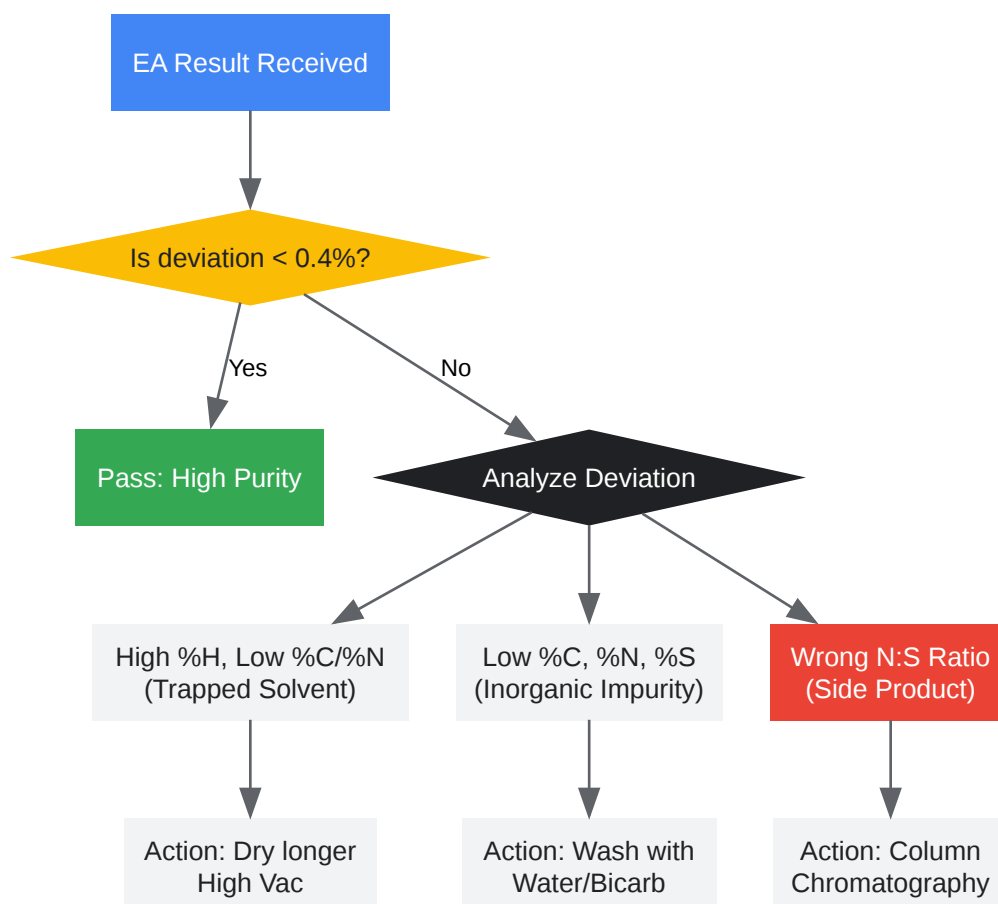 EA Result Received
Is deviation < 0.4%?
Yes
No
Pass: High Purity
Analyze Deviation
High %H, Low %C/%N
(Trapped Solvent)
Low %C, %N, %S
(Inorganic Impurity)
Wrong N:S Ratio
(Side Product)
Action: Dry longer
High Vac
Action: Wash with
Water/Bicarb
Action: Column
Chromatography